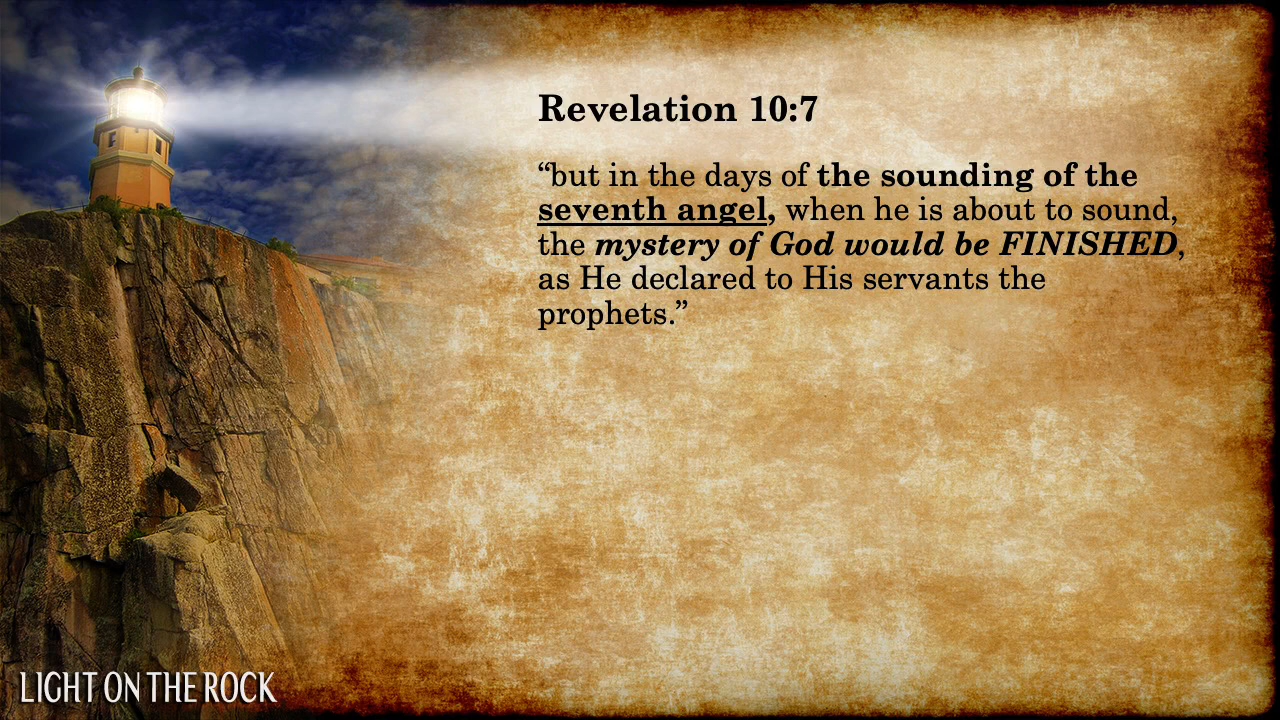 Revelation 10:7
“but in the days of the sounding of the
seventh angel, when he is about to sound,
the mystery of God would be FINISHED,
as He declared to His servants the
prophets.”
LIGHT ON THE ROCK